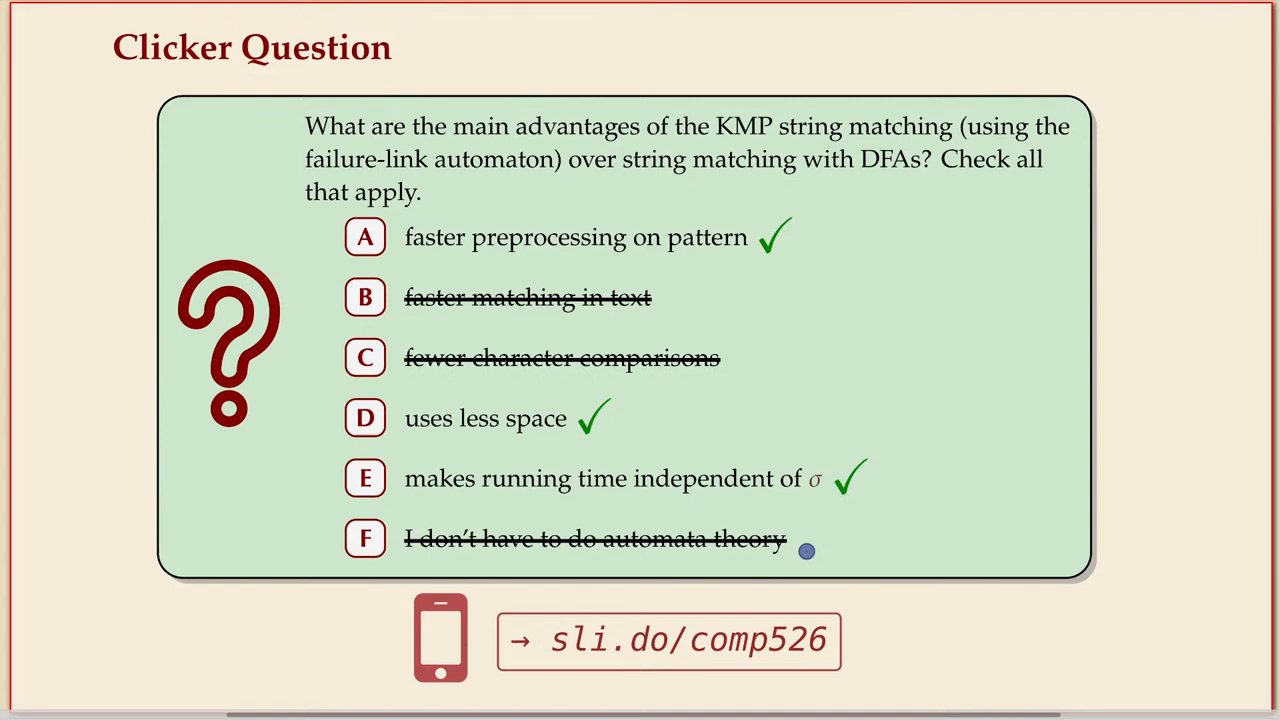 Clicker Question
What are the main advantages of the KMP string matching (using the
failure-link automaton) over string matching with DFAs? Check all
that apply.
A faster preprocessing on pattern ✓
B faster matching in text
C fewer character comparisons
D uses less space ✓
E makes running time independent of σ ✓
F I don't have to do automata theory
→ sli.do/comp526